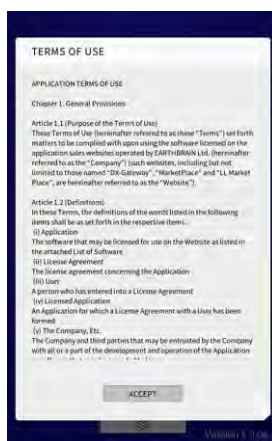 TERMS OF USE
APPLICATION TERMS OF USE
Chapter 1. General Provisions
Article 1.1 (Purpose of the Terms of Use)
These Terms of Use (hereinafter referred to as these "Terms") set forth
matters to be complied with upon using the software licensed on the
application sales websites operated by EARTHBRAIN Ltd. (hereinafter
referred to as the "Company") (such websites, including but not
limited to those named "DX-Gateway", "MarketPlace" and "LL Market
Place", are hereinafter referred to as the "Website").
Article 1.2 (Definitions)
In these Terms, the definitions of the words listed in the following
items shall be as set forth in the respective items.
(i) Application
The software that may be licensed for use on the Website as listed in
the attached List of Software
(ii) License Agreement
The license agreement concerning the Application
(iii) User
A person who has entered into a License Agreement
(iv) Licensed Application
An Application for which a License Agreement with a User has been
formed
(v) The Company, Etc.
The Company and third parties that may be entrusted by the Company
with all or a part of the development and operation of the Application
ACCEPT
Version